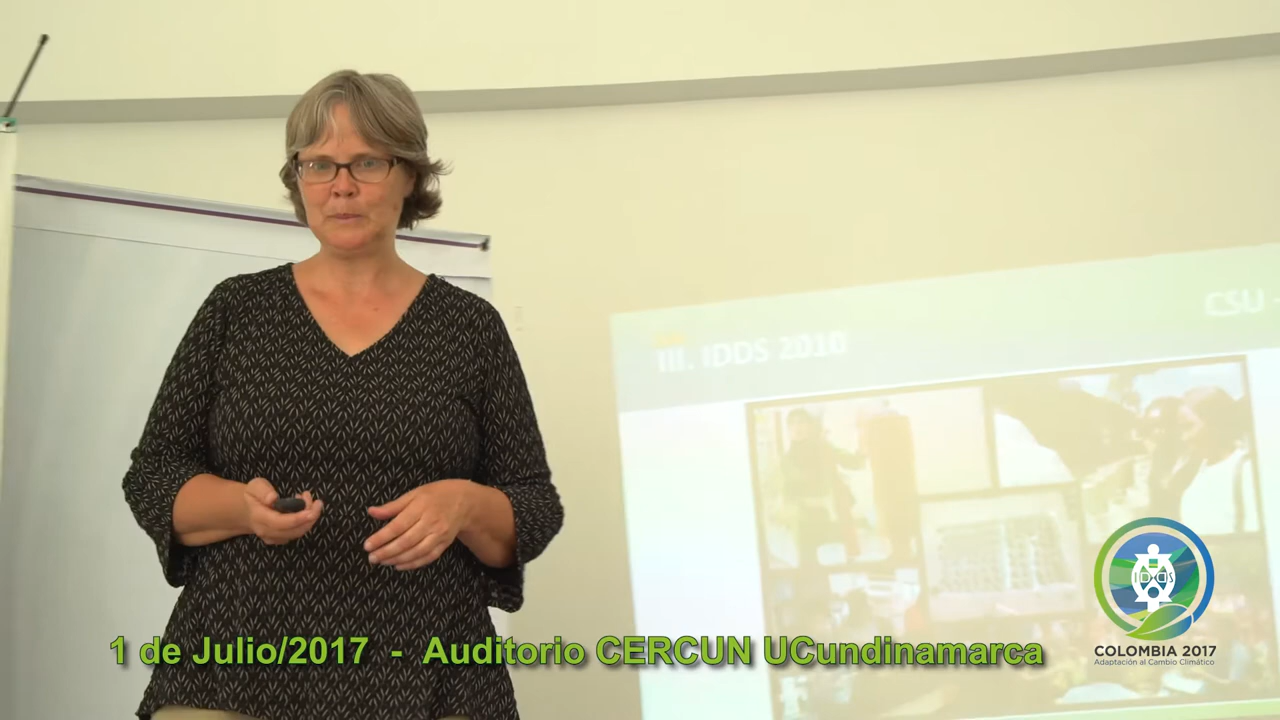 CSU -
III. IDDS 2010
IDDS
COLOMBIA 2017
Adaptación al Cambio Climático
1 de Julio/2017 - Auditorio CERCUN UCundinamarca